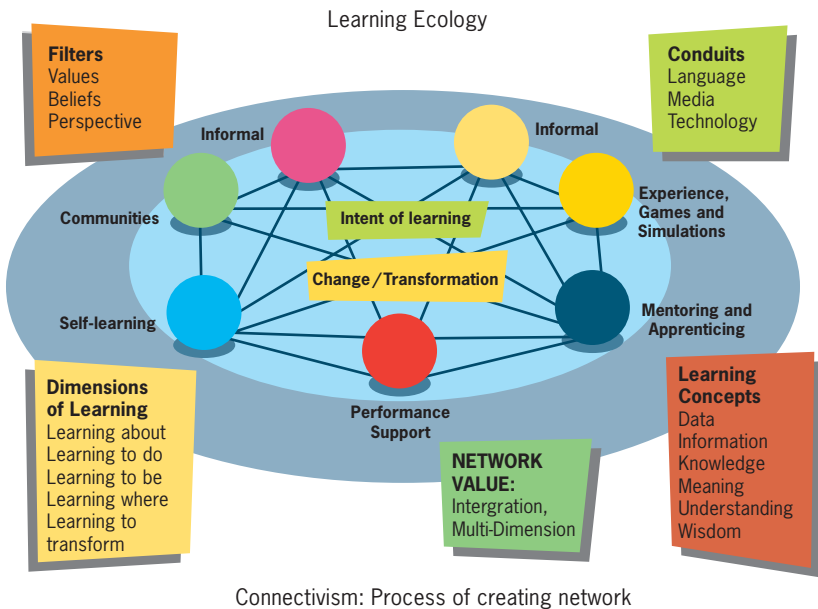 Learning Ecology
Filters
Values
Beliefs
Perspective
Conduits
Language
Media
Technology
Informal
Informal
Communities
Experience,
Games and
Simulations
Intent of learning
Change/Transformation
Self-learning
Mentoring and
Apprenticing
Performance
Support
Dimensions
of Learning
Learning about
Learning to do
Learning to be
Learning where
Learning to
transform
NETWORK
VALUE:
Intergration,
Multi-Dimension
Learning
Concepts
Data
Information
Knowledge
Meaning
Understanding
Wisdom
Connectivism: Process of creating network